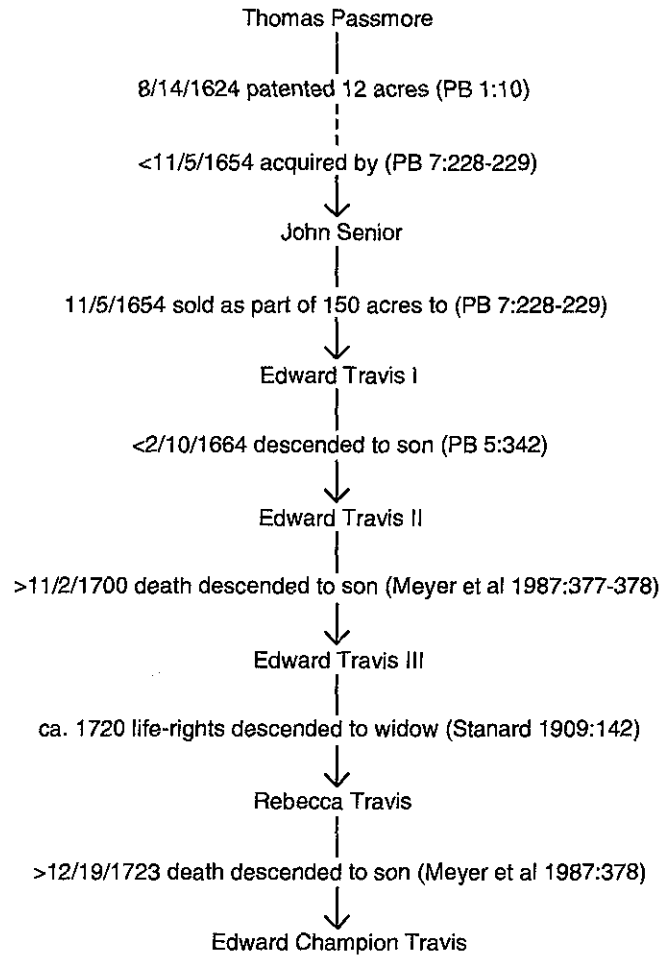 Thomas Passmore
8/14/1624 patented 12 acres (PB 1:10)
<11/5/1654 acquired by (PB 7:228-229)
John Senior
11/5/1654 sold as part of 150 acres to (PB 7:228-229)
Edward Travis I
<2/10/1664 descended to son (PB 5:342)
Edward Travis II
>11/2/1700 death descended to son (Meyer et al 1987:377-378)
Edward Travis III
ca. 1720 life-rights descended to widow (Stanard 1909:142)
Rebecca Travis
>12/19/1723 death descended to son (Meyer et al 1987:378)
Edward Champion Travis